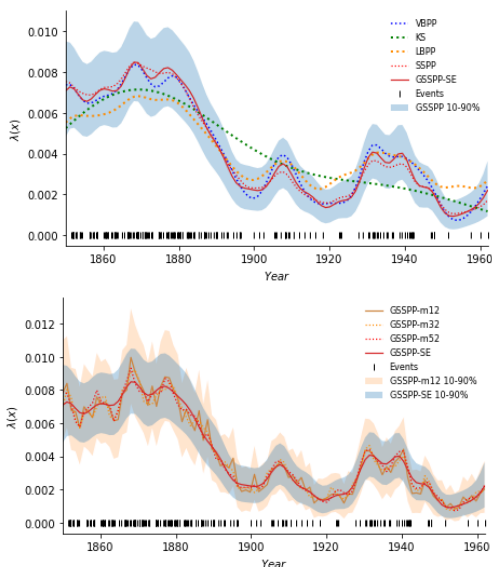 0.010
0.008
0.006
0.004
0.002
0.000
λ(x)
VBPP
KS
LBPP
SSPP
GSSPP-SE
Events
GSSPP 10-90%
1860 1880 1900 1920 1940 1960
Year
0.012
0.010
0.008
0.006
0.004
0.002
0.000
λ(x)
GSSPP-m12
GSSPP-m32
GSSPP-m52
GSSPP-SE
Events
GSSPP-m12 10-90%
GSSPP-SE 10-90%
1860 1880 1900 1920 1940 1960
Year